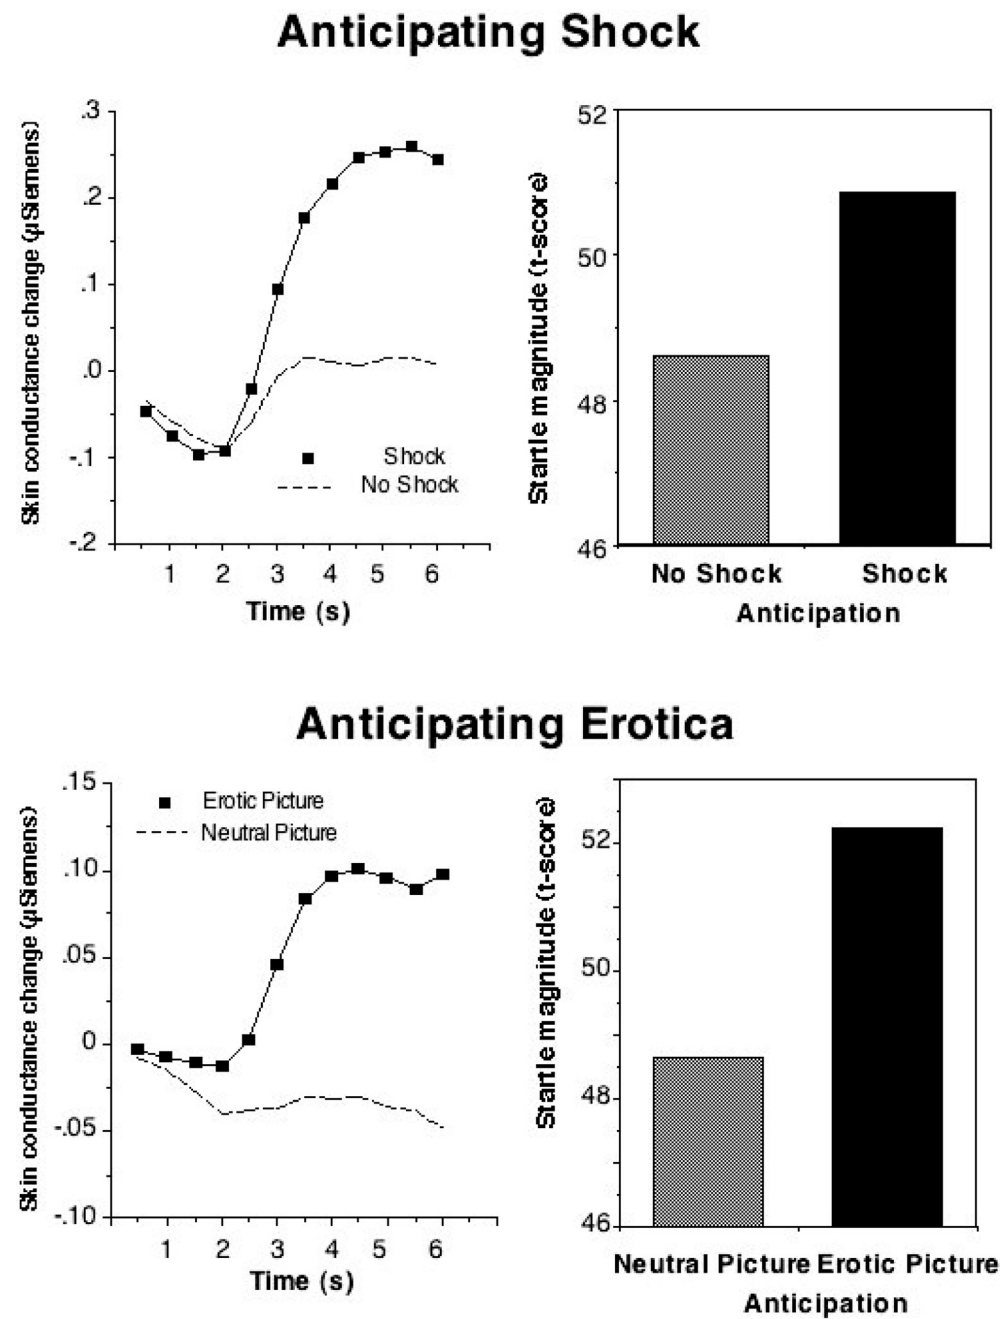 Anticipating Shock
Skin conductance change (µSiemens)
.3
.2
.1
.0
-.1
-.2
Shock
No Shock
1 2 3 4 5 6
Time (s)
Startle magnitude (t-score)
52
50
48
46
No Shock Shock
Anticipation
Anticipating Erotica
Skin conductance change (µSiemens)
.15
.10
.05
0
-.05
-.10
Erotic Picture
Neutral Picture
1 2 3 4 5 6
Time (s)
Startle magnitude (t-score)
52
50
48
46
Neutral Picture Erotic Picture
Anticipation